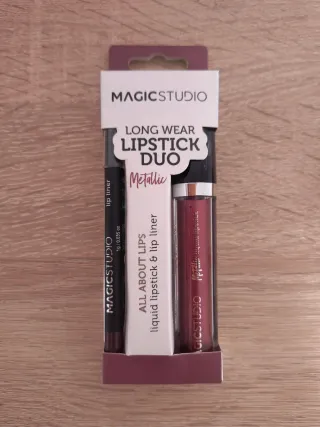 MAGICSTUDIO
LONG WEAR
LIPSTICK
DUO
Metallic
ALL ABOUT LIPS
liquid lipstick & lip liner
MAGICSTUDIO
lip liner
MAGICSTUDIO